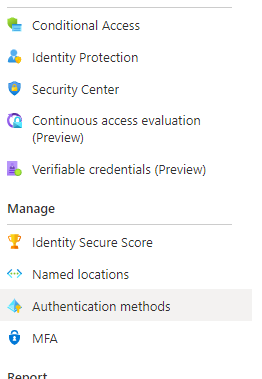 Conditional Access
Identity Protection
Security Center
Continuous access evaluation
(Preview)
Verifiable credentials (Preview)
Manage
Identity Secure Score
Named locations
Authentication methods
MFA
Report